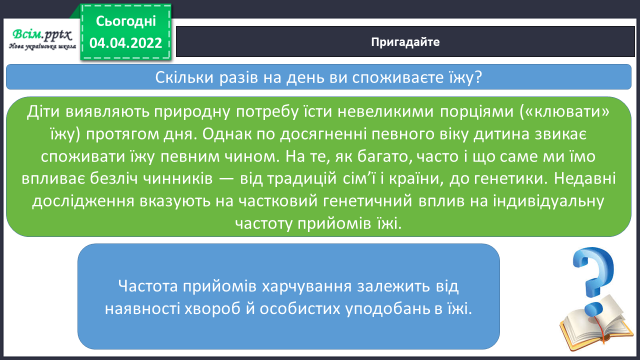 Всім.pptx
Нова українська школа
Сьогодні
04.04.2022
Пригадайте
Скільки разів на день ви споживаєте їжу?
Діти виявляють природну потребу їсти невеликими порціями («клювати»
їжу) протягом дня. Однак по досягненні певного віку дитина звикає
споживати їжу певним чином. На те, як багато, часто і що саме ми їмо
впливає безліч чинників — від традицій сім’ї і країни, до генетики. Недавні
дослідження вказують на частковий генетичний вплив на індивідуальну
частоту прийомів їжі.
Частота прийомів харчування залежить від
наявності хвороб й особистих уподобань в їжі.